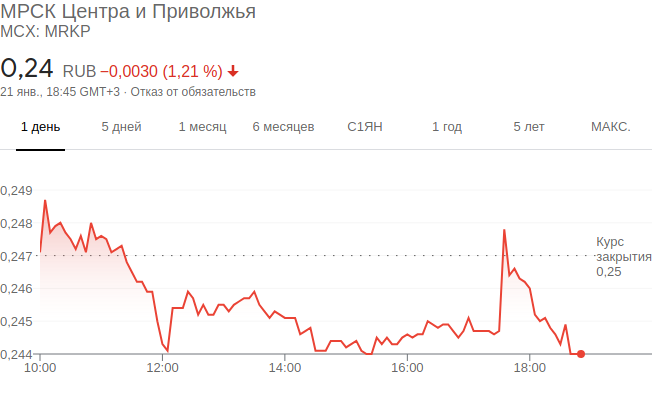 МРСК Центра и Приволжья
MCX: MRKP
0,24 RUB −0,0030 (1,21 %)
21 янв., 18:45 GMT+3 · Отказ от обязательств
1 день 5 дней 1 месяц 6 месяцев С1ЯН 1 год 5 лет МАКС.
0,249
0,248
0,247
0,246
0,245
0,244
Курс
закрытия
0,25
10:00 12:00 14:00 16:00 18:00